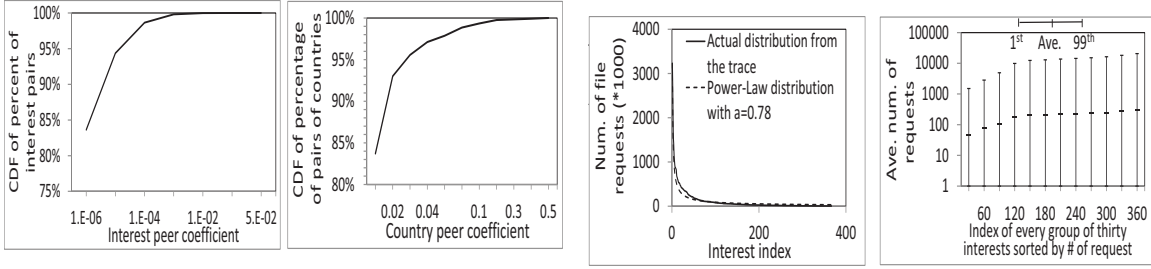 CDF of percent of
interest pairs
100%
95%
90%
85%
80%
75%
1.E-06
1.E-04
1.E-02
5.E-02
Interest peer coefficient
CDF of percentage
of pairs of countries
100%
95%
90%
85%
80%
0.02
0.04
0.1
0.3
0.5
Country peer coefficient
Num. of file
requests (*1000)
4000
3000
2000
1000
0
Actual distribution from
the trace
Power-Law distribution
with a=0.78
0
200
400
Interest index
Ave. num. of
requests
100000
10000
1000
100
10
1
1st Ave. 99th
60
120
180
240
300
360
Index of every group of thirty
interests sorted by # of request